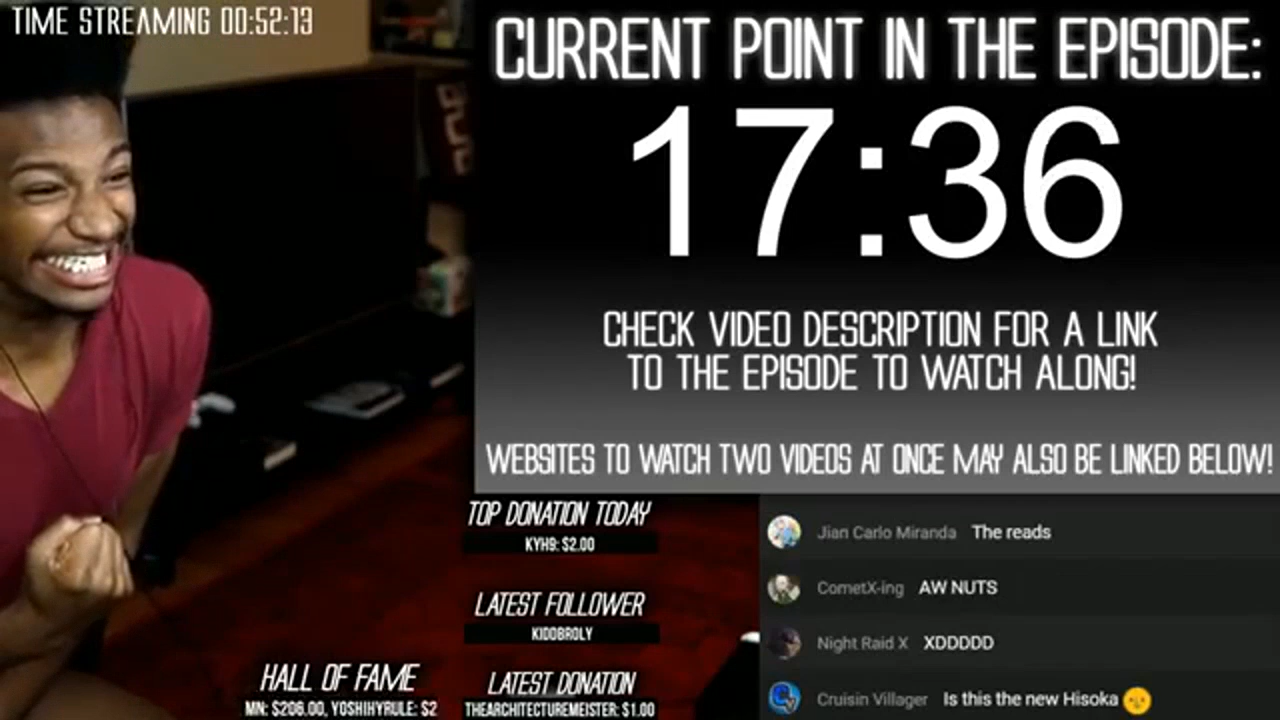 TIME STREAMING 00:52:13
CURRENT POINT IN THE EPISODE:
17:36
CHECK VIDEO DESCRIPTION FOR A LINK
TO THE EPISODE TO WATCH ALONG!
WEBSITES TO WATCH TWO VIDEOS AT ONCE MAY ALSO BE LINKED BELOW!
TOP DONATION TODAY
KYH9: $2.00
LATEST FOLLOWER
KIDOBROLY
HALL OF FAME
MN: $206.00, YOSHIHYRULE: $2
LATEST DONATION
THEARCHITECTUREMEISTER: $1.00
Jian Carlo Miranda The reads
CometX-ing AW NUTS
Night Raid X XDDDDD
Cruisin Villager Is this the new Hisoka 🌞